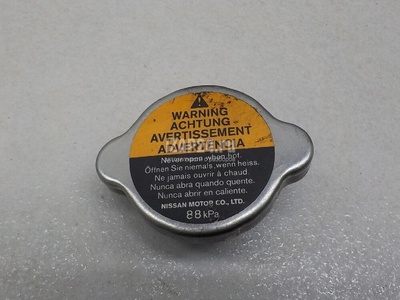 WARNING
ACHTUNG
AVERTISSEMENT
ADVERTENCIA
Never open when hot.
Öffnen Sie niemals, wenn heiss.
Ne jamais ouvrir à chaud.
Nunca abra quando quente.
Nunca abrir en caliente.
NISSAN MOTOR CO., LTD.
88kPa